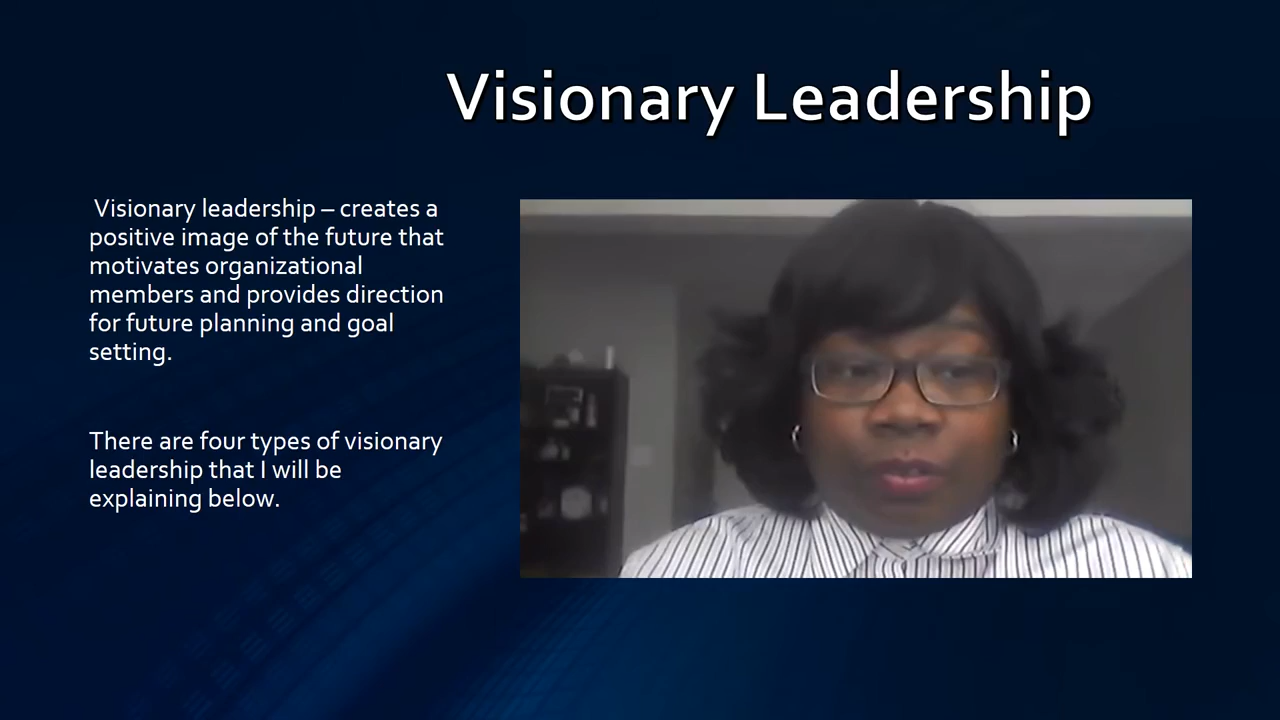 Visionary Leadership
Visionary leadership – creates a
positive image of the future that
motivates organizational
members and provides direction
for future planning and goal
setting.
There are four types of visionary
leadership that I will be
explaining below.